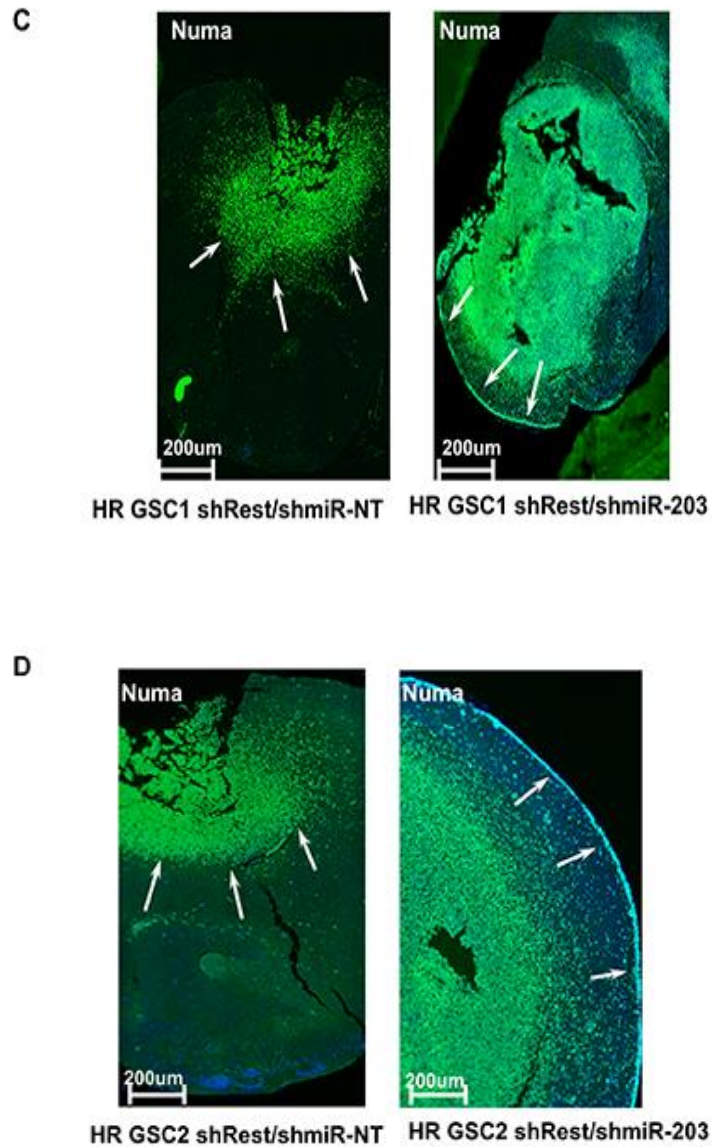 C
Numa
Numa
200um
200um
HR GSC1 shRest/shmiR-NT
HR GSC1 shRest/shmiR-203
D
Numa
Numa
200um
200um
HR GSC2 shRest/shmiR-NT
HR GSC2 shRest/shmiR-203